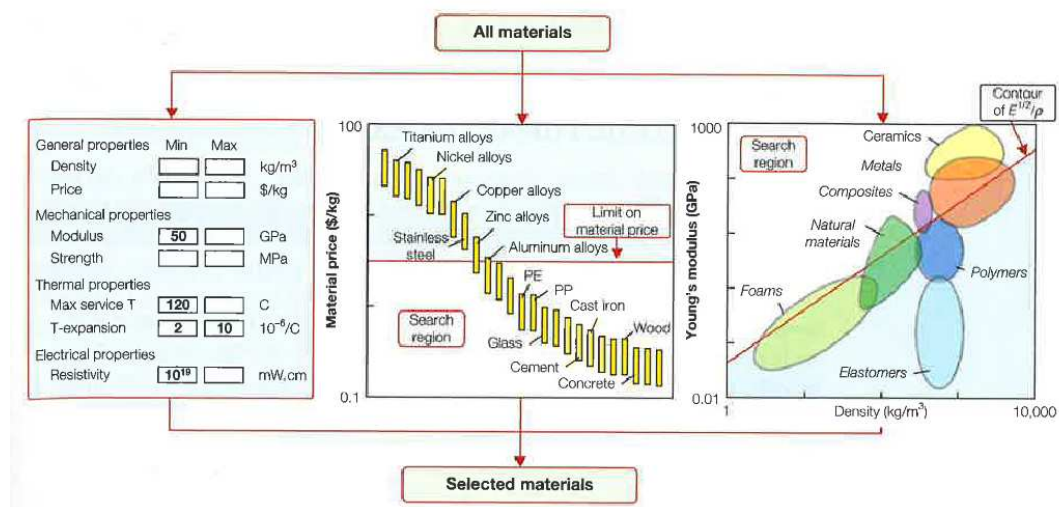 All materials
General properties Min Max
Density kg/m³
Price $/kg
Mechanical properties
Modulus 50 GPa
Strength MPa
Thermal properties
Max service T 120 C
T-expansion 2 10 10⁻⁶/C
Electrical properties
Resistivity 10¹⁹ mW.cm
Material price ($/kg)
100
0.1
Titanium alloys
Nickel alloys
Copper alloys
Zinc alloys
Stainless
steel
Aluminum alloys
Limit on
material price
PE
PP
Cast iron
Wood
Glass
Cement
Concrete
Search
region
Young's modulus (GPa)
1000
0.01
Search
region
Contour
of E¹/²/ρ
Ceramics
Metals
Composites
Natural
materials
Polymers
Foams
Elastomers
1
Density (kg/m³)
10,000
Selected materials